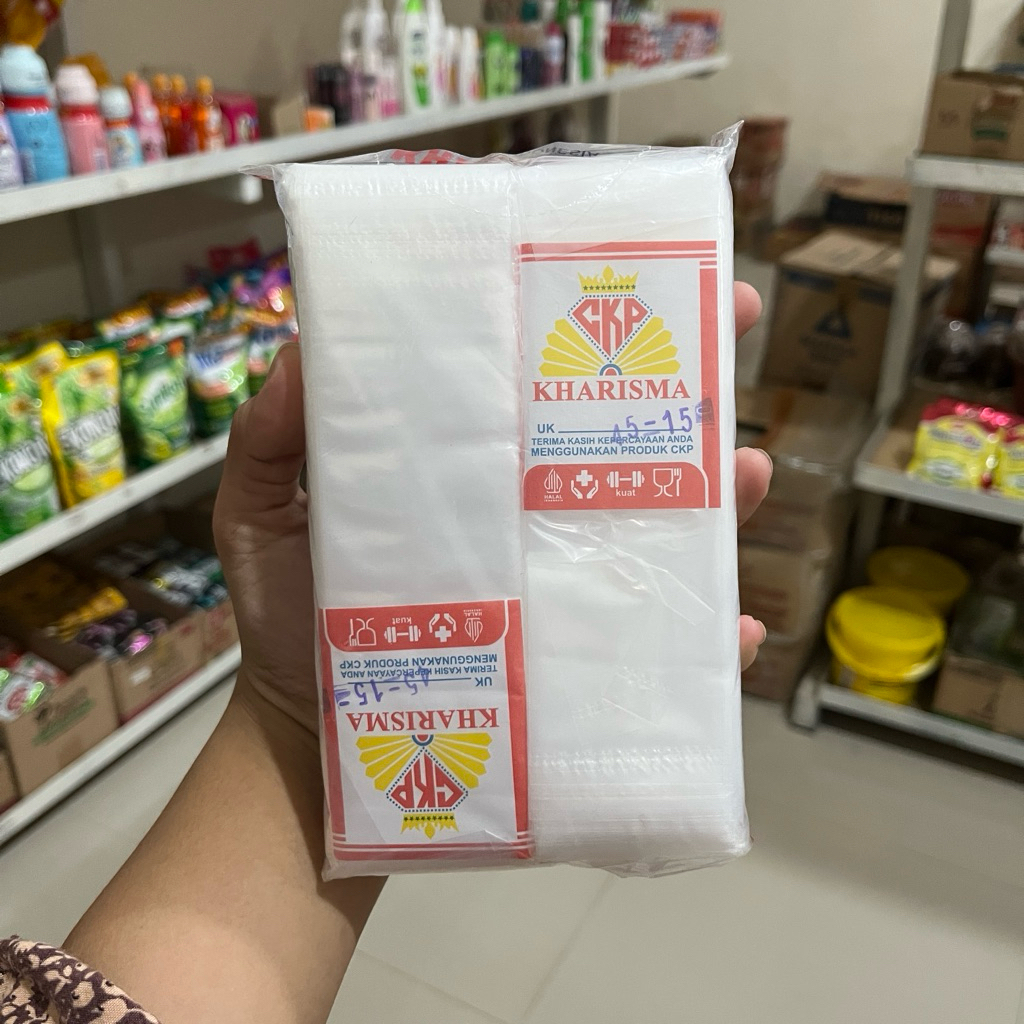 CKP
KHARISMA
UK 15-15
TERIMA KASIH KEPERCAYAAN ANDA
MENGGUNAKAN PRODUK CKP
HALAL
kuat
HALAL
kuat
TERIMA KASIH KEPERCAYAAN ANDA
MENGGUNAKAN PRODUK CKP
UK 15-15
KHARISMA
CKP